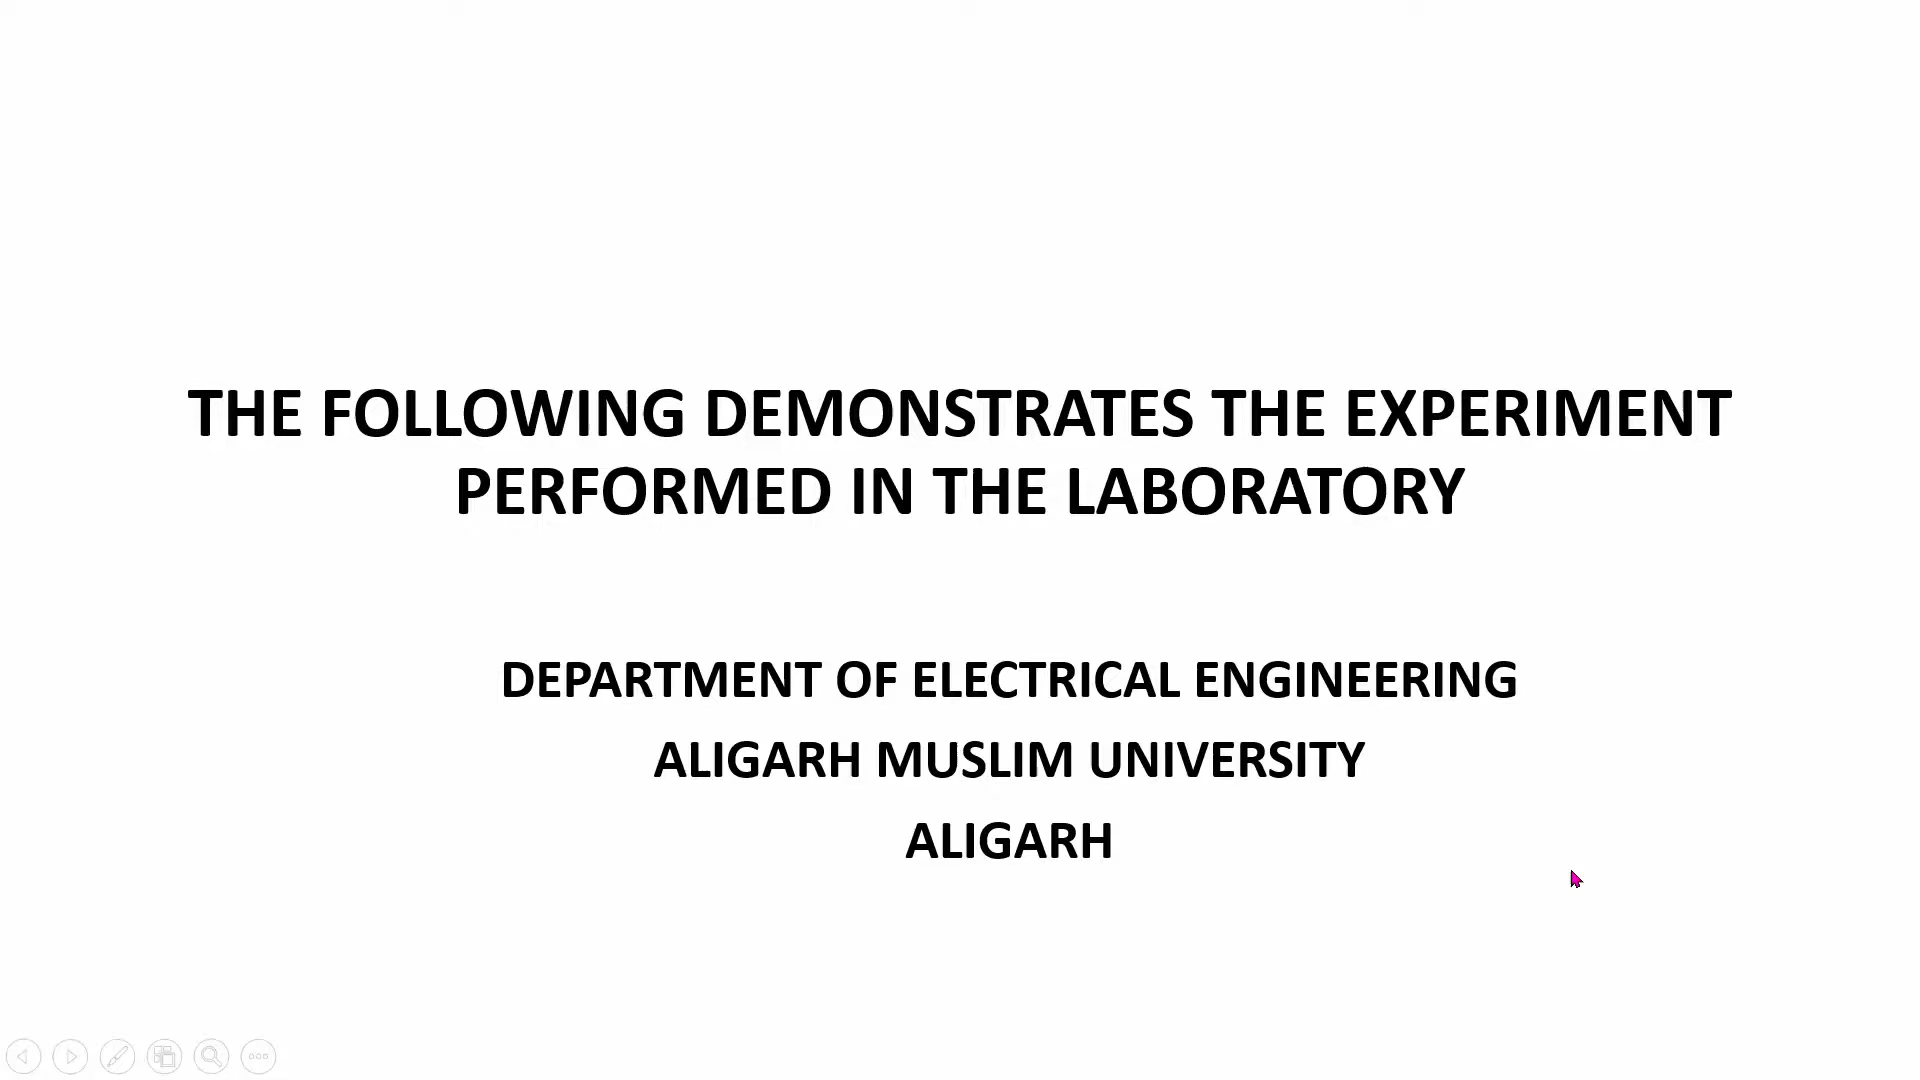 THE FOLLOWING DEMONSTRATES THE EXPERIMENT
PERFORMED IN THE LABORATORY
DEPARTMENT OF ELECTRICAL ENGINEERING
ALIGARH MUSLIM UNIVERSITY
ALIGARH